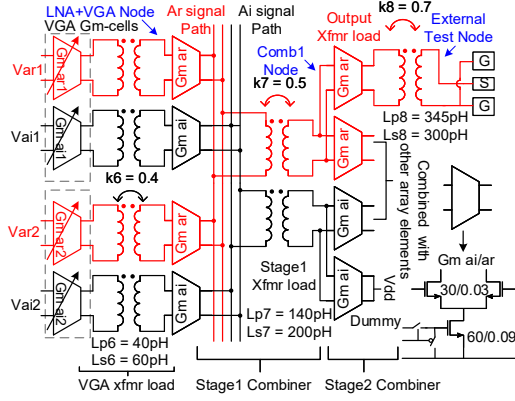 LNA+VGA Node
VGA Gm-cells
Ar signal
Path
Ai signal
Path
Output
Xfmr load
k8 = 0.7
External
Test Node
Var1
Gm ar1
Gm ar
Comb1
Node
Gm ar
G
S
G
k7 = 0.5
Lp8 = 345pH
Ls8 = 300pH
Vai1
Gm ai1
Gm ai
Gm ar
k6 = 0.4
Combined with
other array elements
Var2
Gm ar2
Gm ar
Gm ai
Stage1
Xfmr load
Gm ai/ar
Vai2
Gm ai2
Gm ai
Gm ai
Vdd
30/0.03
Lp6 = 40pH
Ls6 = 60pH
Lp7 = 140pH
Ls7 = 200pH
Dummy
60/0.09
VGA xfmr load
Stage1 Combiner
Stage2 Combiner